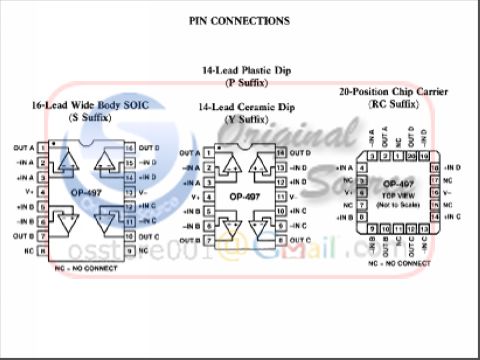 PIN CONNECTIONS
14-Lead Plastic Dip
(P Suffix)
16-Lead Wide Body SOIC
(S Suffix)
14-Lead Ceramic Dip
(Y Suffix)
20-Position Chip Carrier
(RC Suffix)
OUT A 1 16 OUT D
–IN A 2 15 –IN D
+IN A 3 14 +IN D
V+ 4 13 V–
+IN B 5 12 +IN C
–IN B 6 11 –IN C
OUT B 7 10 OUT C
NC 8 9 NC
OP-497
NC – NO CONNECT
OUT A 1 14 OUT D
–IN A 2 13 –IN D
+IN A 3 12 +IN D
V+ 4 11 V–
+IN B 5 10 +IN C
–IN B 6 9 –IN C
OUT B 7 8 OUT C
OP-497
–IN A OUT A NC OUT D –IN D
3 2 1 20 19
+IN A 4 18 +IN D
NC 5 17 NC
V+ 6 16 V–
NC 7 15 NC
+IN B 8 14 +IN C
OP-497
TOP VIEW
(Not to Scale)
9 10 11 12 13
–IN B OUT B NC OUT C –IN C
NC – NO CONNECT
Original
osstore001@Gmail.com